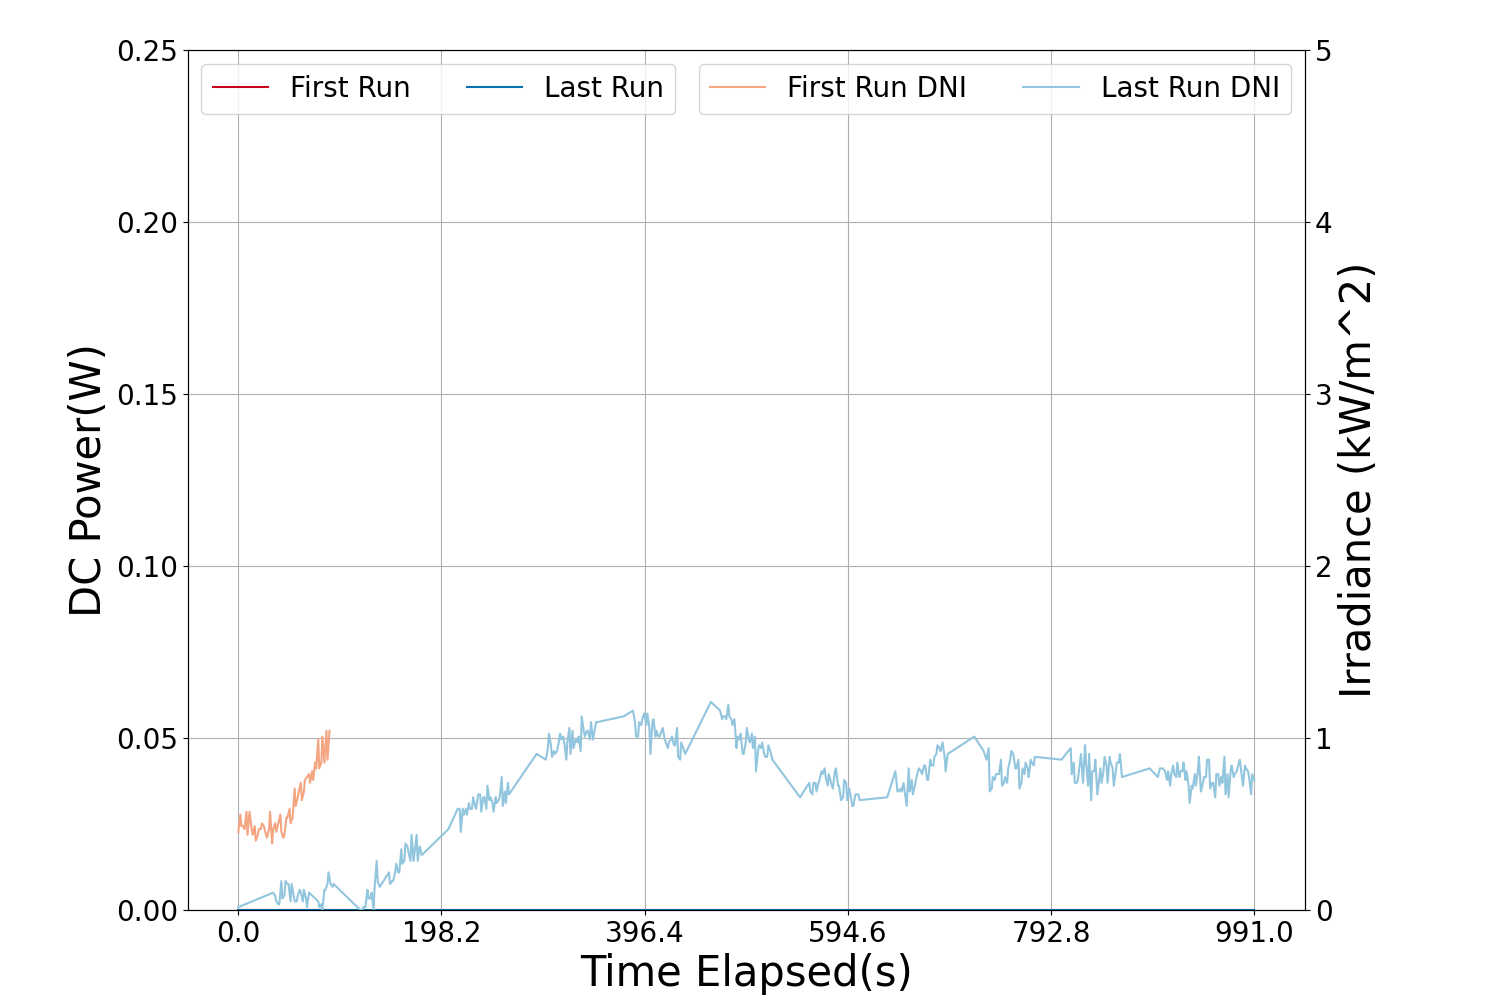 First Run
Last Run
First Run DNI
Last Run DNI
DC Power(W)
0.25
0.20
0.15
0.10
0.05
0.00
5
4
3
2
1
0
Irradiance (kW/m^2)
0.0
198.2
396.4
594.6
792.8
991.0
Time Elapsed(s)